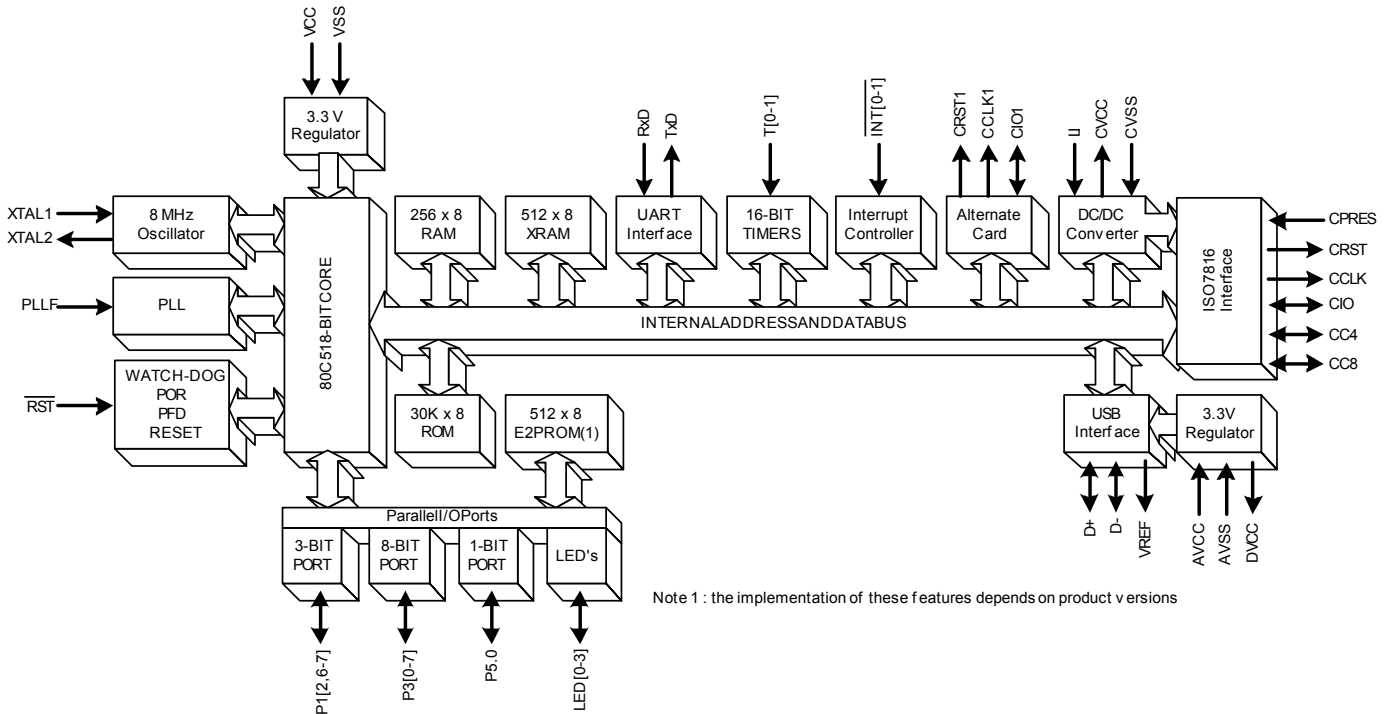 VCC
VSS
3.3 V
Regulator
RxD
TxD
T[0-1]
INT[0-1]
CRST1
CCLK1
CIO1
LI
CVCC
CVSS
XTAL1
XTAL2
8 MHz
Oscillator
80C518-BITCORE
256 x 8
RAM
512 x 8
XRAM
UART
Interface
16-BIT
TIMERS
Interrupt
Controller
Alternate
Card
DC/DC
Converter
ISO7816
Interface
CPRES
CRST
CCLK
CIO
CC4
CC8
PLLF
PLL
INTERNALADDRESSANDDATABUS
RST
WATCH-DOG
POR
PFD
RESET
30K x 8
ROM
512 x 8
E2PROM(1)
USB
Interface
3.3V
Regulator
D+
D-
VREF
AVCC
AVSS
DVCC
ParallelI/OPorts
3-BIT
PORT
8-BIT
PORT
1-BIT
PORT
LED's
Note 1 : the implementation of these features depends on product versions
P1[2,6-7]
P3[0-7]
P5.0
LED[0-3]